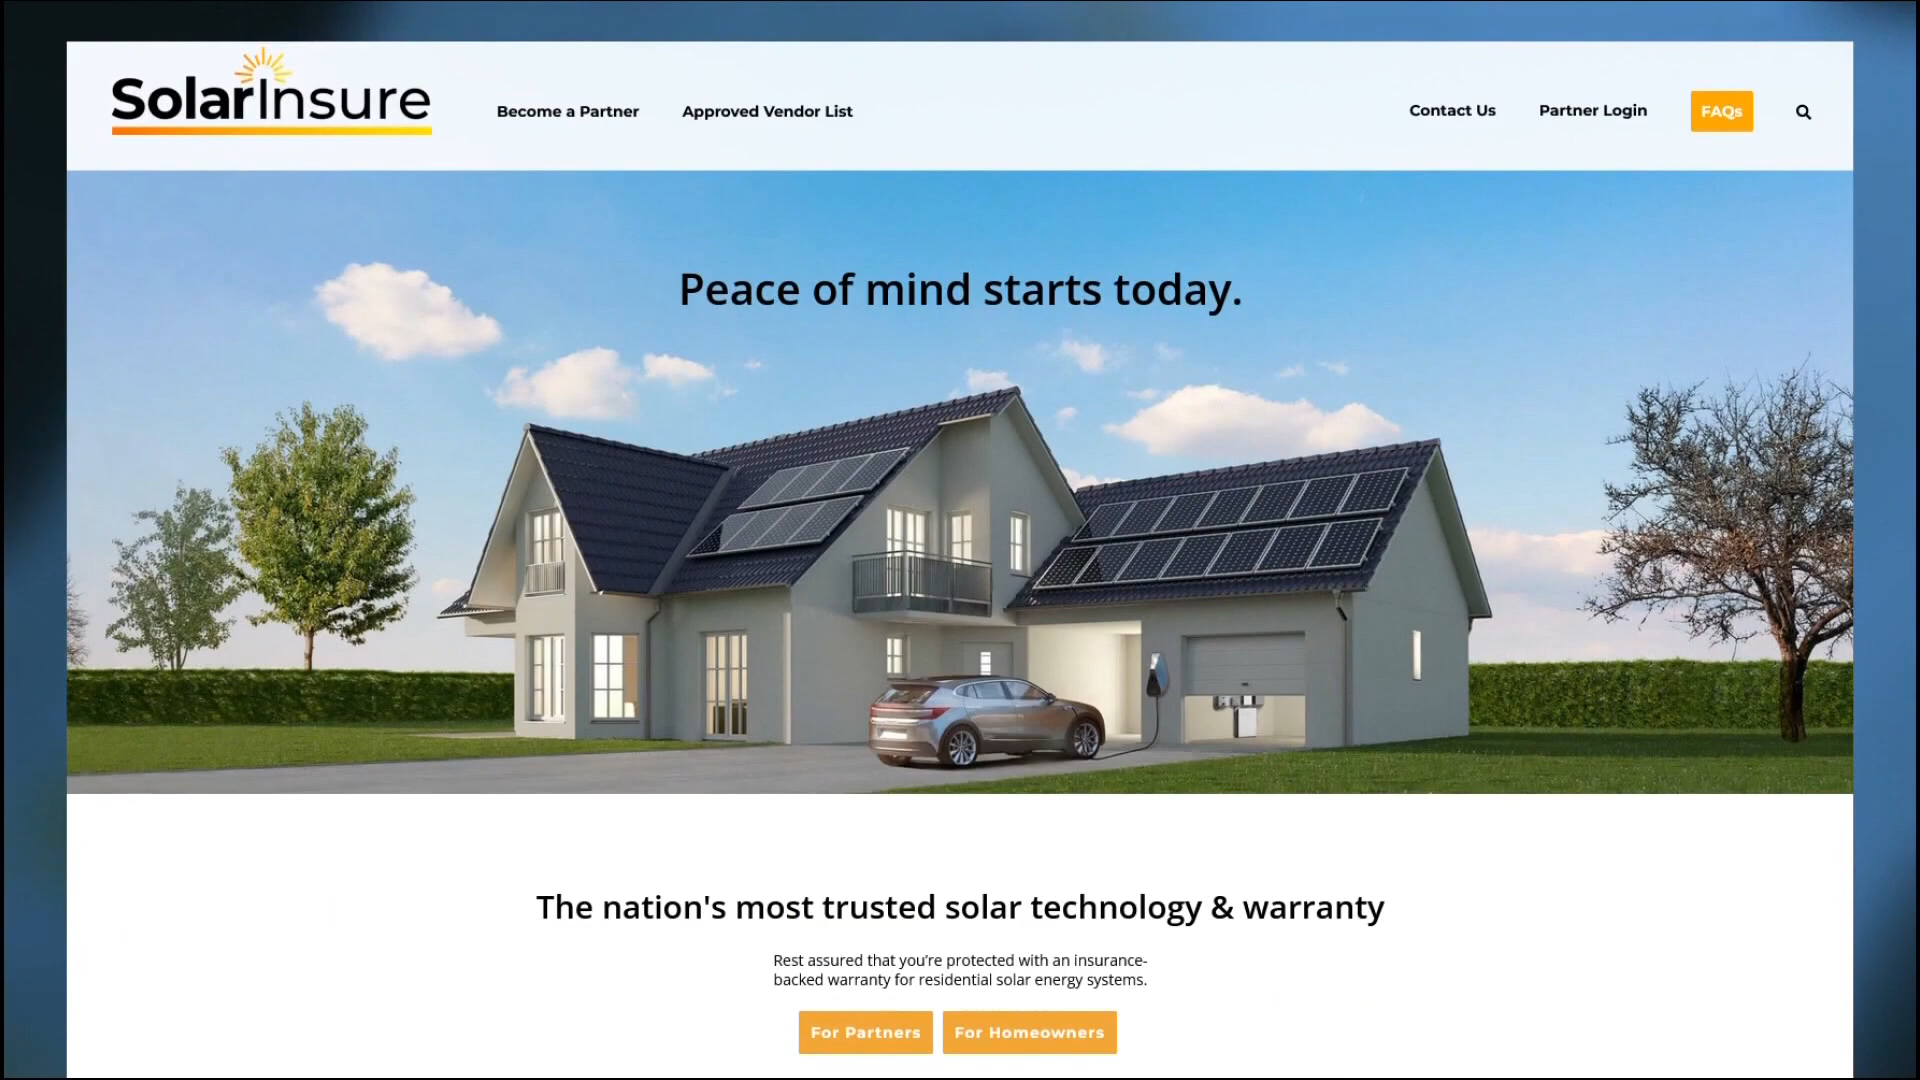 SolarInsure
Become a Partner
Approved Vendor List
Contact Us
Partner Login
FAQs
Peace of mind starts today.
The nation's most trusted solar technology & warranty
Rest assured that you’re protected with an insurance-
backed warranty for residential solar energy systems.
For Partners
For Homeowners